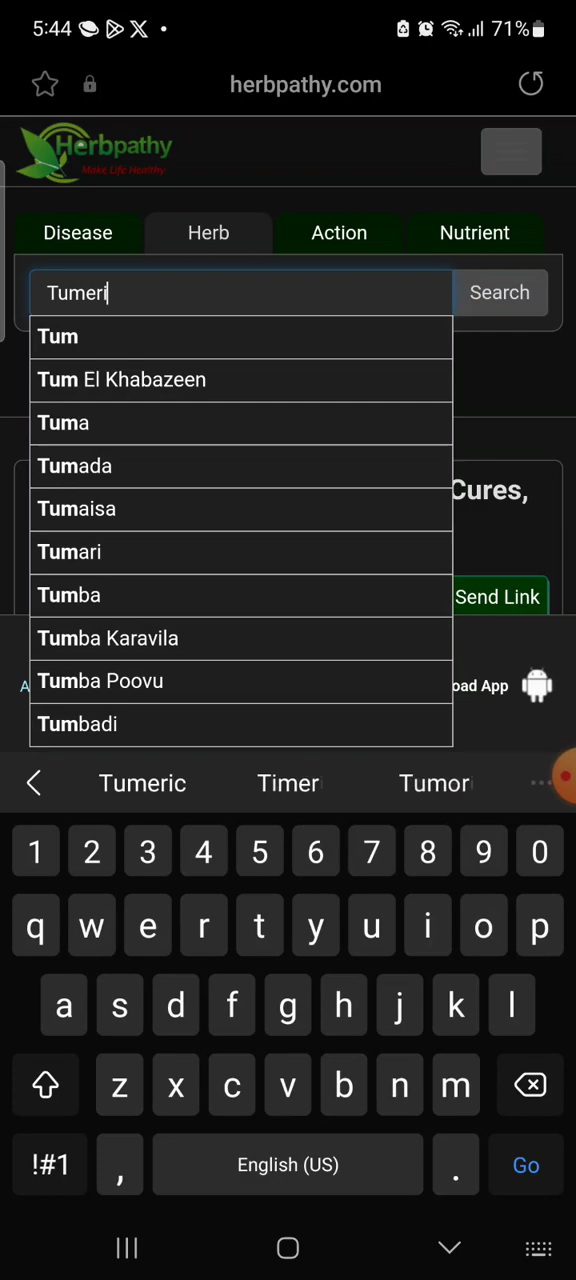 5:44 71%
herbpathy.com
Herbpathy
Make Life Healthy
Disease Herb Action Nutrient
Tumeri Search
Tum
Tum El Khabazeen
Tuma
Tumada
Cures,
Tumaisa
Tumari
Tumba
Send Link
Tumba Karavila
Tumba Poovu
A oad App
Tumbadi
Tumeric Timer Tumor
1 2 3 4 5 6 7 8 9 0
q w e r t y u i o p
a s d f g h j k l
z x c v b n m
!#1 , English (US) . Go